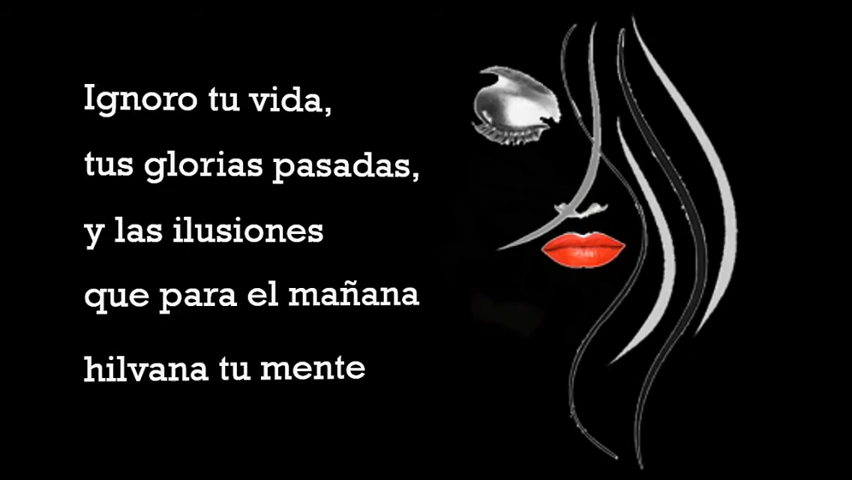 Ignoro tu vida,
tus glorias pasadas,
y las ilusiones
que para el mañana
hilvana tu mente